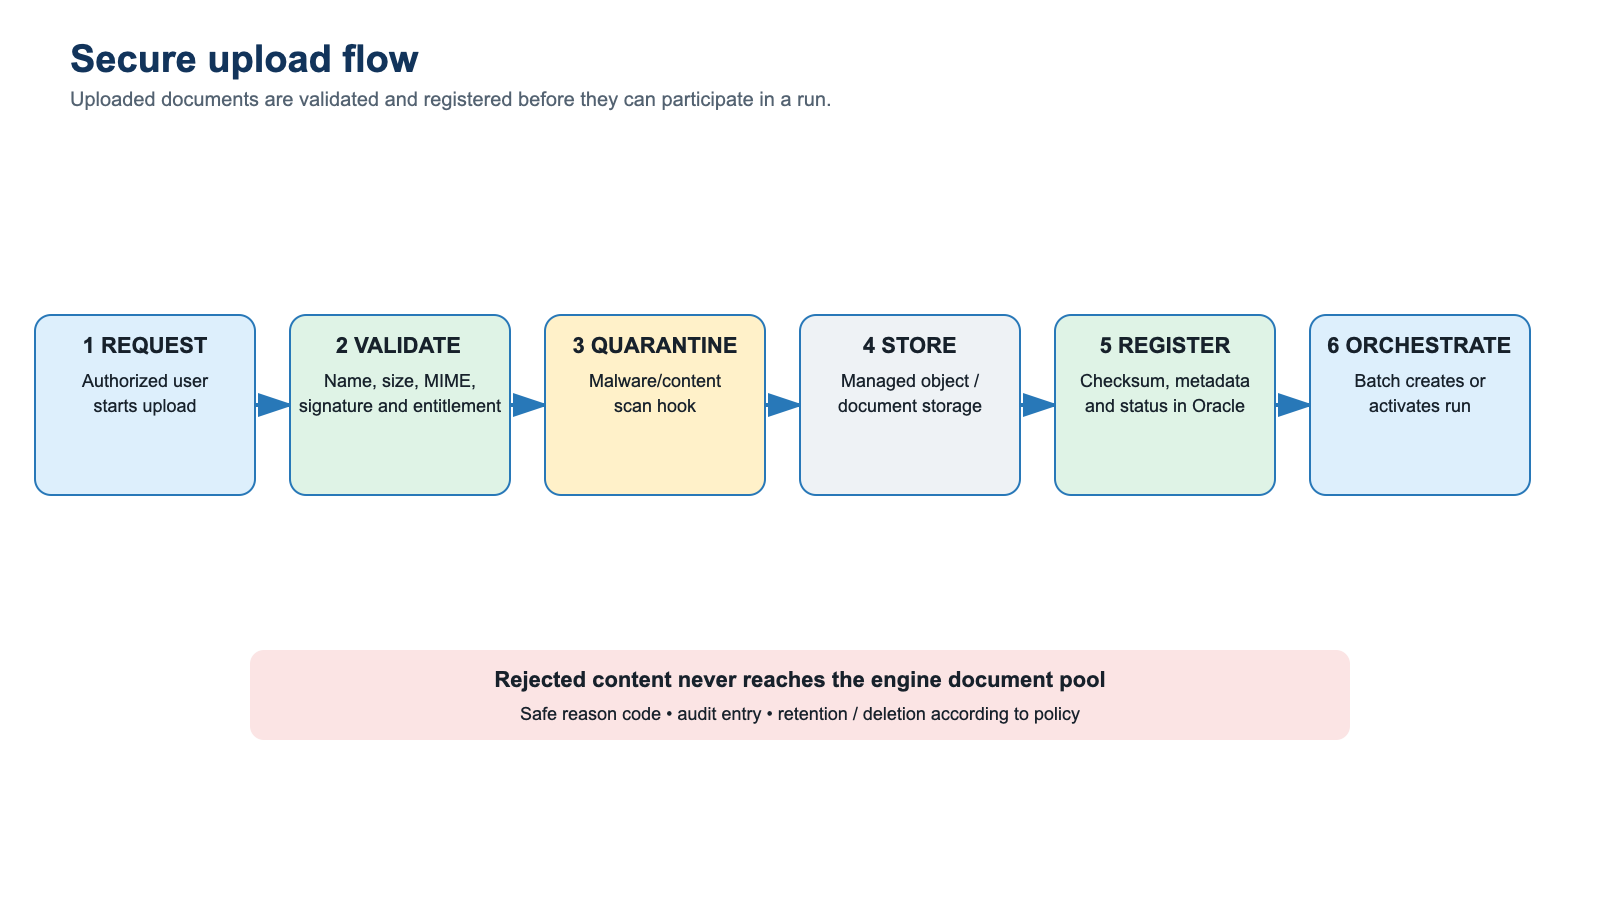 Secure upload flow
Uploaded documents are validated and registered before they can participate in a run.
1 REQUEST
Authorized user
starts upload
2 VALIDATE
Name, size, MIME,
signature and entitlement
3 QUARANTINE
Malware/content
scan hook
4 STORE
Managed object /
document storage
5 REGISTER
Checksum, metadata
and status in Oracle
6 ORCHESTRATE
Batch creates or
activates run
Rejected content never reaches the engine document pool
Safe reason code • audit entry • retention / deletion according to policy